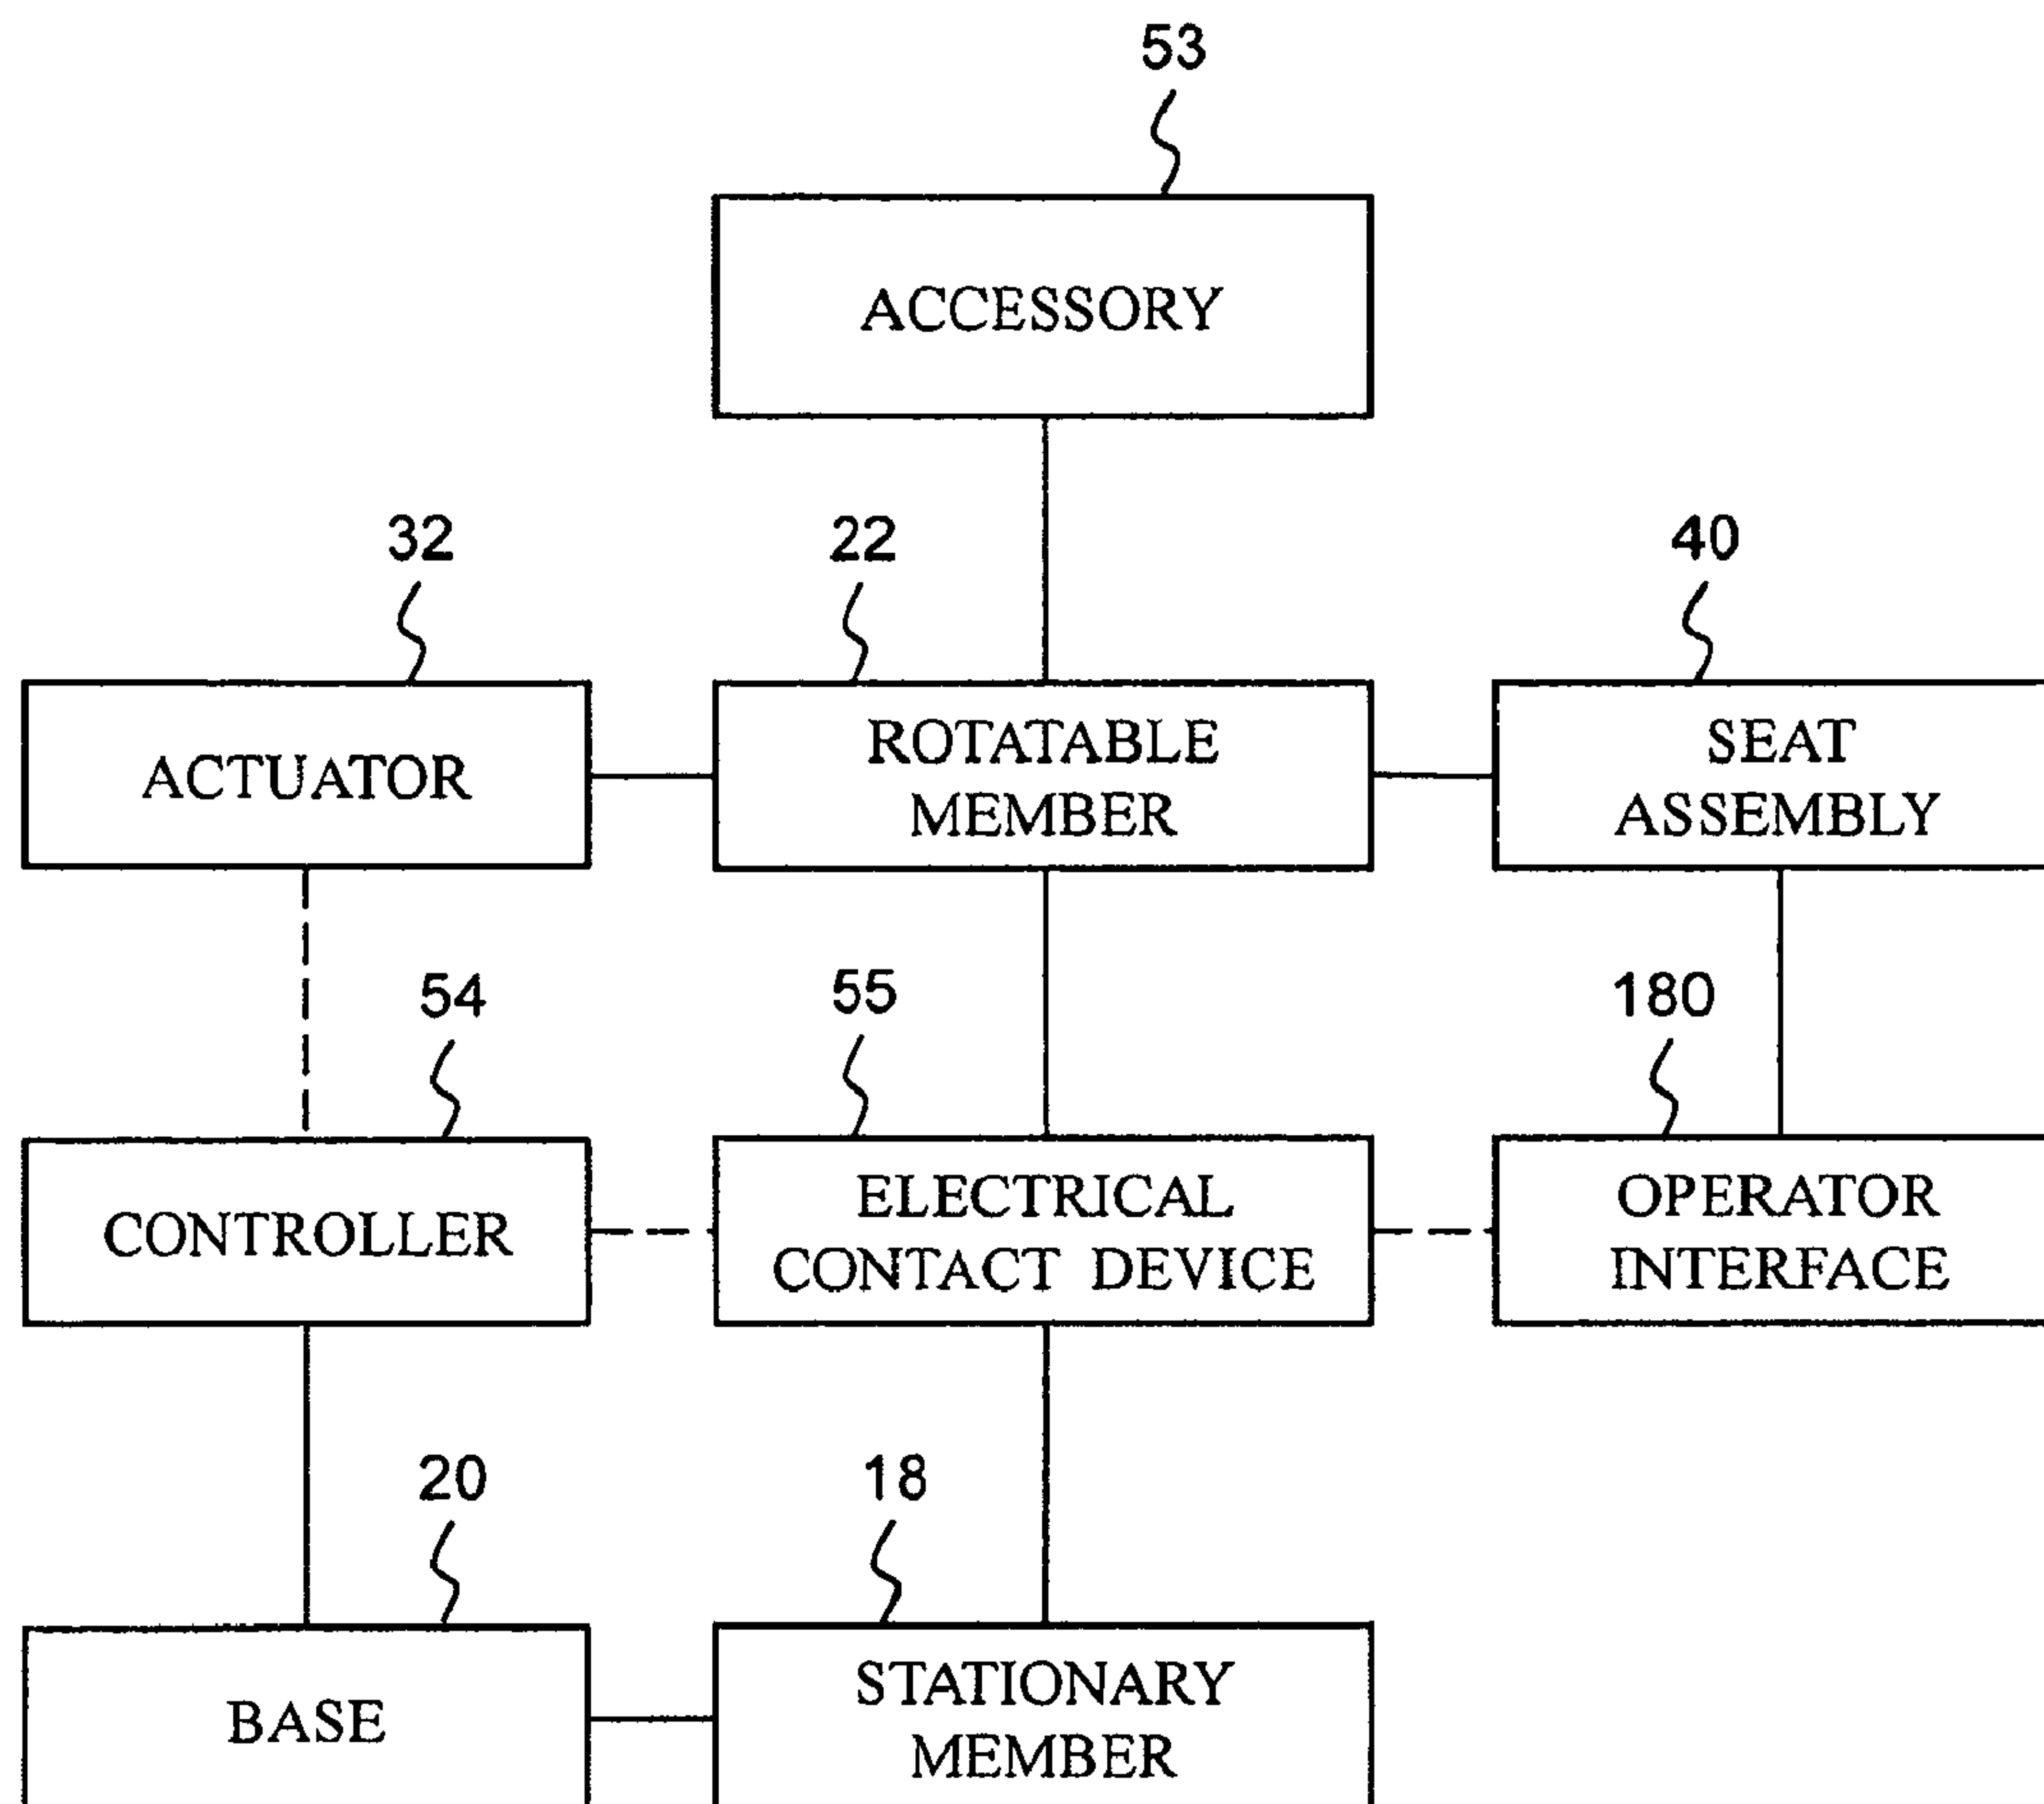 53
ACCESSORY
32
22
40
ACTUATOR
ROTATABLE
MEMBER
SEAT
ASSEMBLY
54
55
180
CONTROLLER
ELECTRICAL
CONTACT DEVICE
OPERATOR
INTERFACE
20
18
BASE
STATIONARY
MEMBER